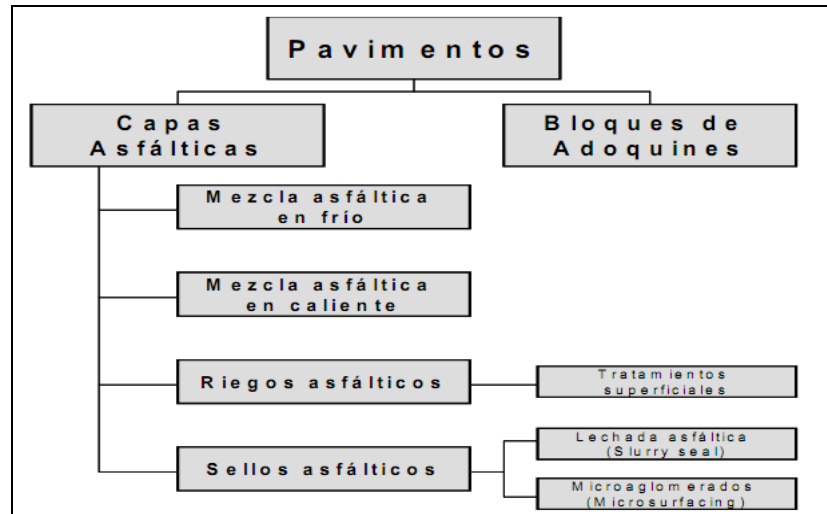 Pavimentos
Capas
Asfálticas
Bloques de
Adoquines
Mezcla asfáltica
en frío
Mezcla asfáltica
en caliente
Riegos asfálticos
Tratamientos
superficiales
Sellos asfálticos
Lechada asfáltica
(Slurry seal)
Microaglomerados
(Microsurfacing)